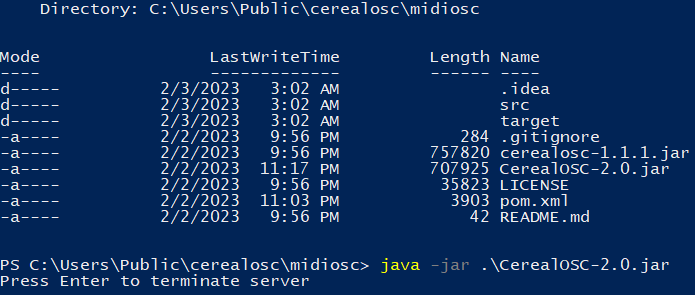 Directory: C:\Users\Public\cerealosc\midiosc
Mode LastWriteTime Length Name
---- ------------- ------ ----
d----- 2/3/2023 3:02 AM .idea
d----- 2/3/2023 3:02 AM src
d----- 2/3/2023 3:02 AM target
-a---- 2/2/2023 9:56 PM 284 .gitignore
-a---- 2/2/2023 9:56 PM 757820 cerealosc-1.1.1.jar
-a---- 2/2/2023 11:17 PM 707925 CerealOSC-2.0.jar
-a---- 2/2/2023 9:56 PM 35823 LICENSE
-a---- 2/2/2023 11:03 PM 3903 pom.xml
-a---- 2/2/2023 9:56 PM 42 README.md
PS C:\Users\Public\cerealosc\midiosc> java -jar .\CerealOSC-2.0.jar
Press Enter to terminate server